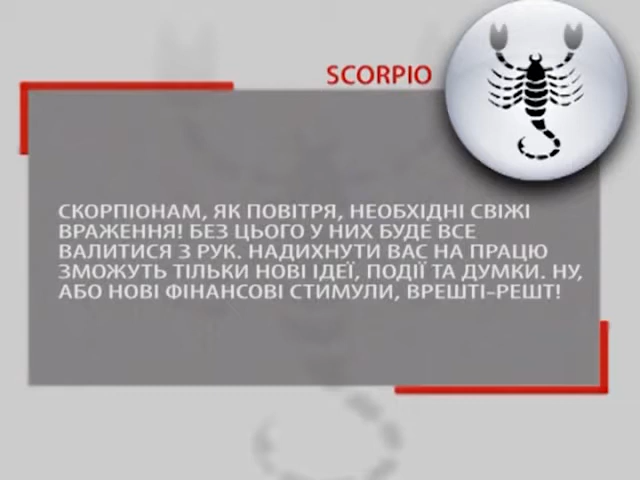 SCORPIO
СКОРПІОНАМ, ЯК ПОВІТРЯ, НЕОБХІДНІ СВІЖІ
ВРАЖЕННЯ! БЕЗ ЦЬОГО У НИХ БУДЕ ВСЕ
ВАЛИТИСЯ З РУК. НАДИХНУТИ ВАС НА ПРАЦЮ
ЗМОЖУТЬ ТІЛЬКИ НОВІ ІДЕЇ, ПОДІЇ ТА ДУМКИ. НУ,
АБО НОВІ ФІНАНСОВІ СТИМУЛИ, ВРЕШТІ-РЕШТ!